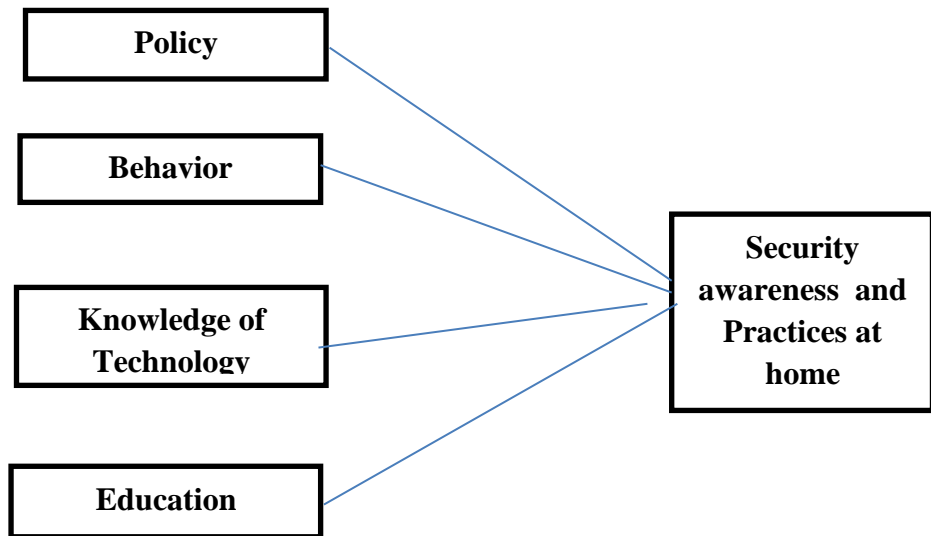 Policy
Behavior
Knowledge of
Technology
Education
Security
awareness and
Practices at
home